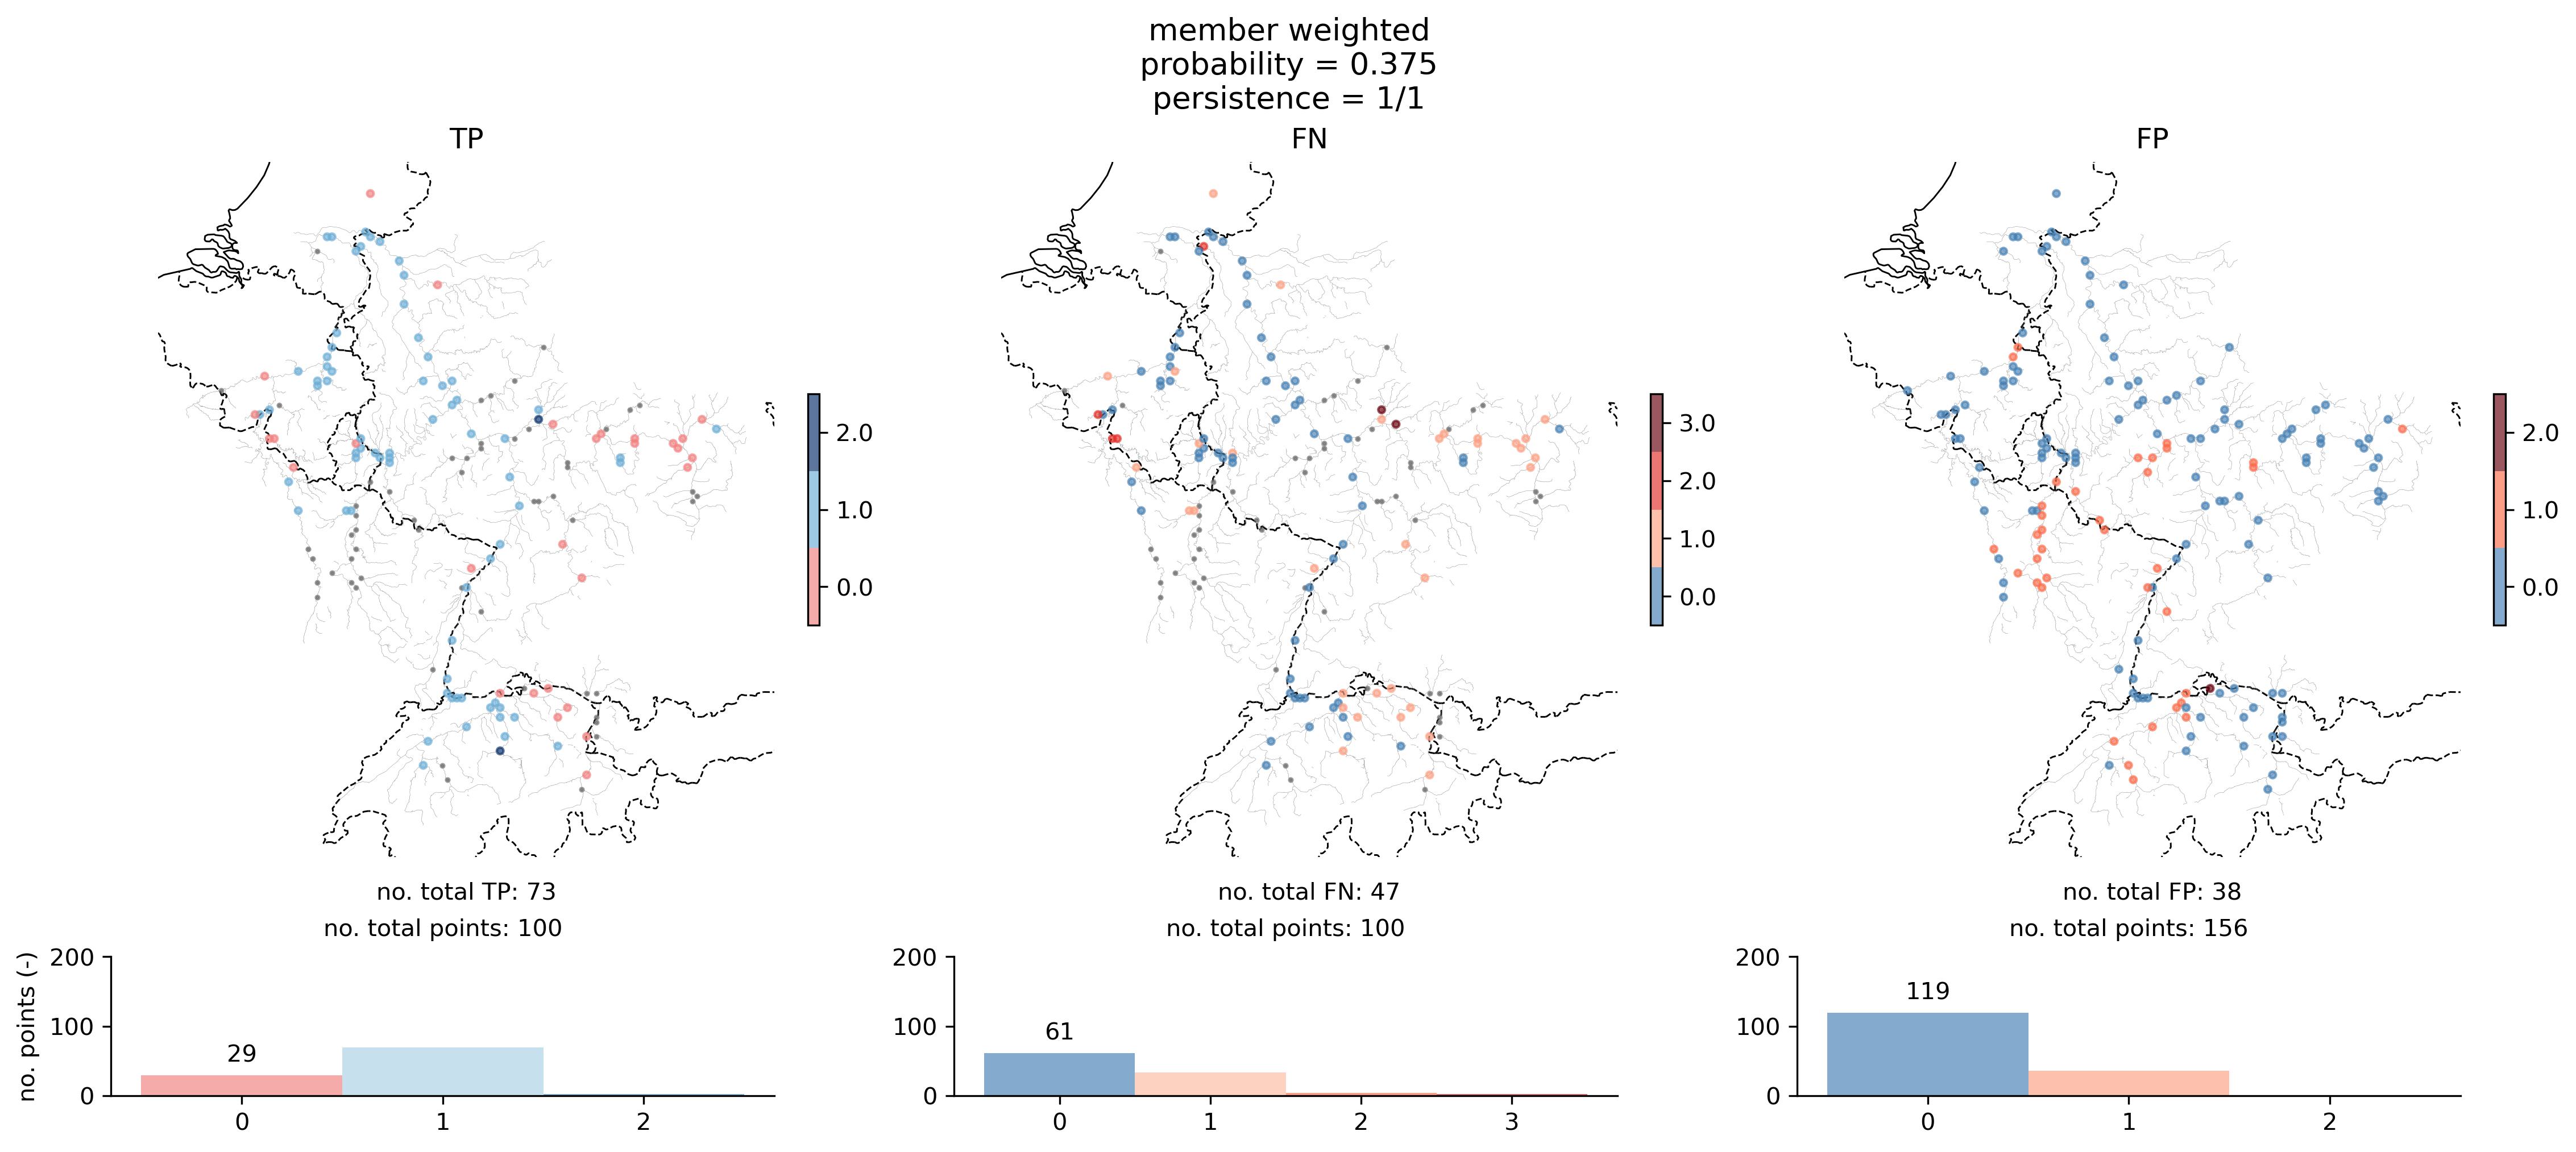 member weighted
probability = 0.375
persistence = 1/1
TP
FN
FP
2.0
1.0
0.0
3.0
2.0
1.0
0.0
2.0
1.0
0.0
no. total TP: 73
no. total points: 100
no. total FN: 47
no. total points: 100
no. total FP: 38
no. total points: 156
no. points (-)
200
100
0
29
0
1
2
200
100
0
61
0
1
2
3
200
100
0
119
0
1
2